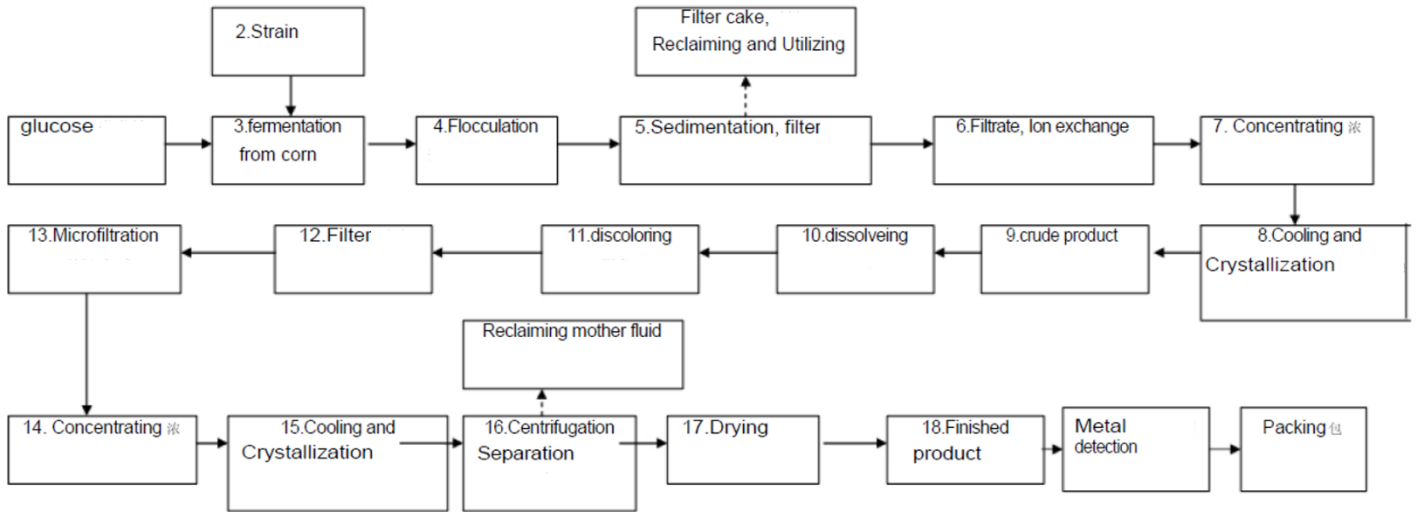 2.Strain
Filter cake,
Reclaiming and Utilizing
glucose
3.fermentation
from corn
4.Flocculation
5.Sedimentation, filter
6.Filtrate, Ion exchange
7. Concentrating 浓
8.Cooling and
Crystallization
9.crude product
10.dissolveing
11.discoloring
12.Filter
13.Microfiltration
Reclaiming mother fluid
14. Concentrating 浓
15.Cooling and
Crystallization
16.Centrifugation
Separation
17.Drying
18.Finished
product
Metal
detection
Packing 包